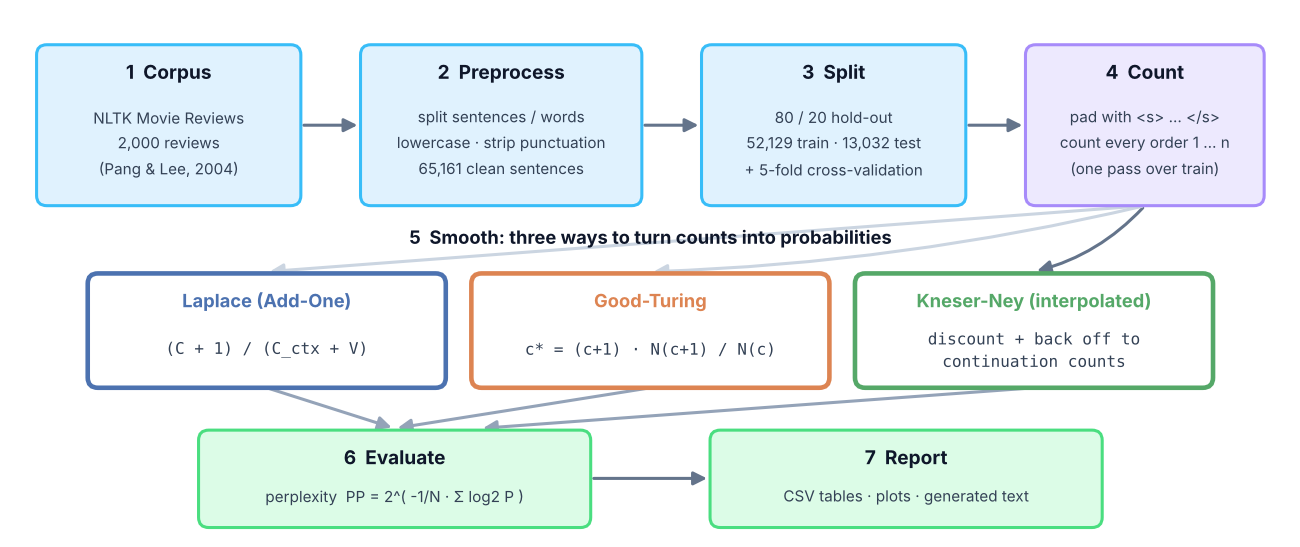 1 Corpus
NLTK Movie Reviews
2,000 reviews
(Pang & Lee, 2004)
2 Preprocess
split sentences / words
lowercase · strip punctuation
65,161 clean sentences
3 Split
80 / 20 hold-out
52,129 train · 13,032 test
+ 5-fold cross-validation
4 Count
pad with <s> ... </s>
count every order 1 ... n
(one pass over train)
5 Smooth: three ways to turn counts into probabilities
Laplace (Add-One)
(C + 1) / (C_ctx + V)
Good-Turing
c* = (c+1) · N(c+1) / N(c)
Kneser-Ney (interpolated)
discount + back off to
continuation counts
6 Evaluate
perplexity PP = 2^( -1/N · Σ log2 P )
7 Report
CSV tables · plots · generated text